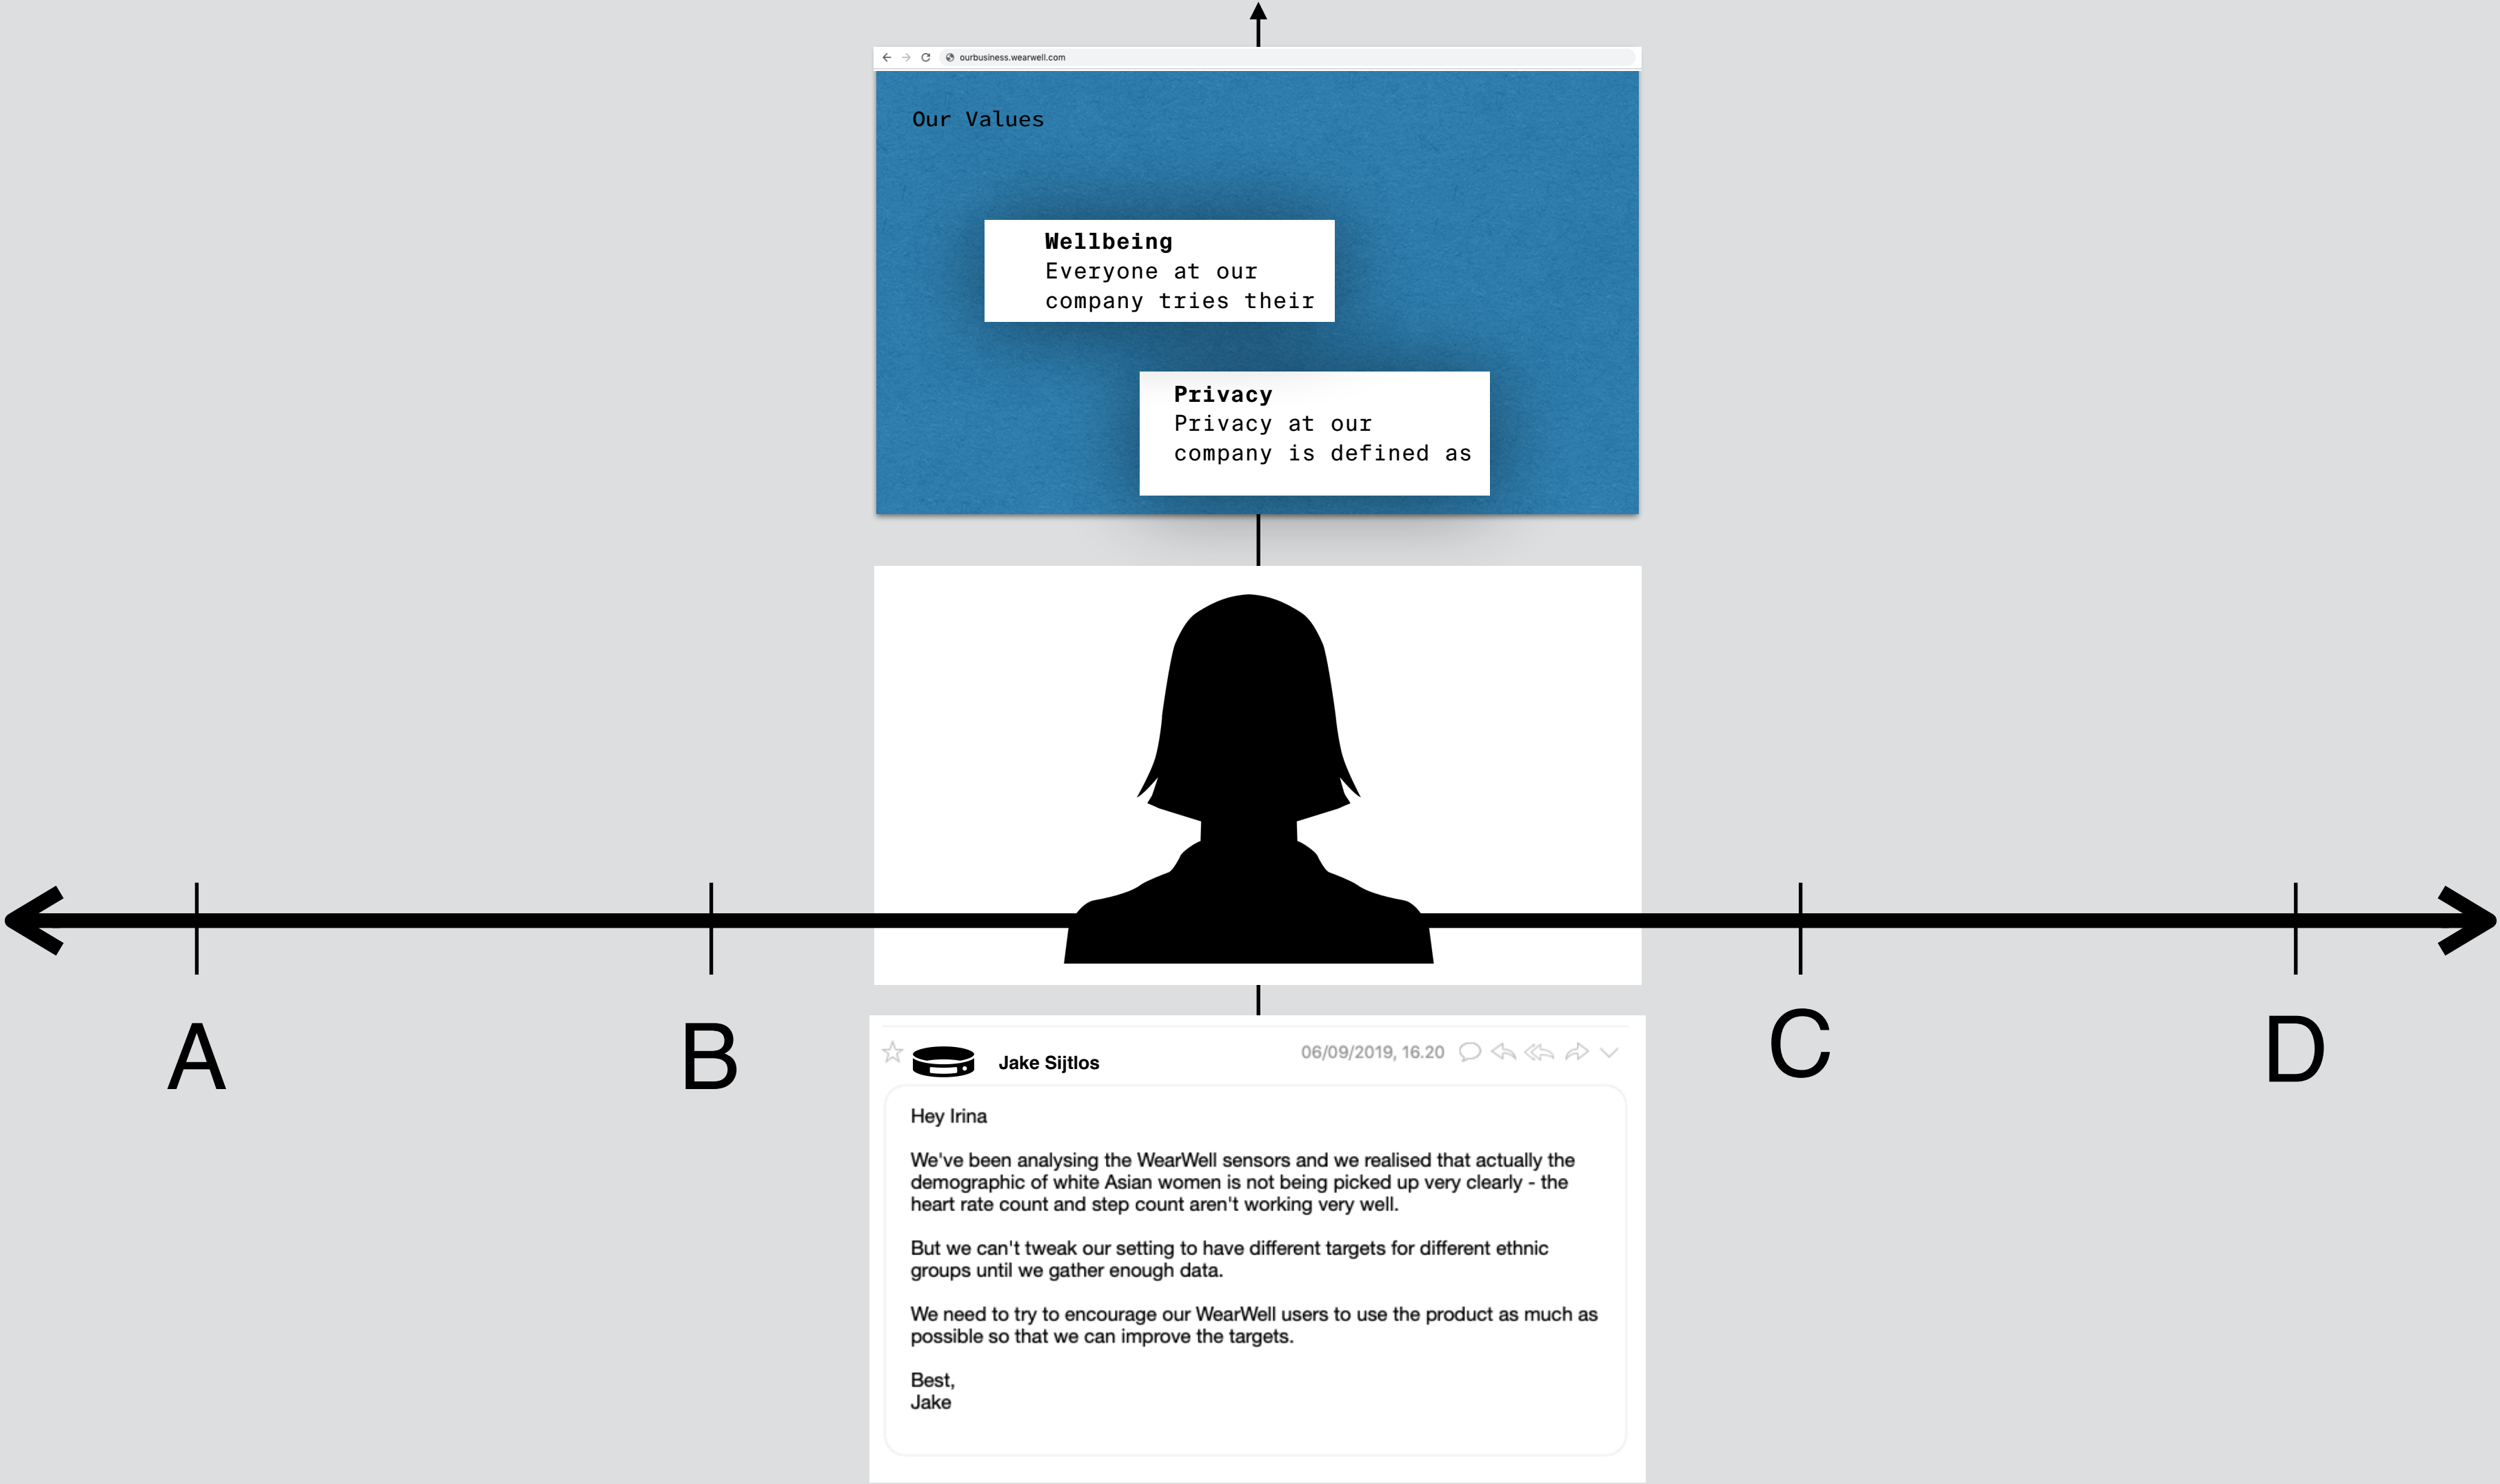 ourbusiness.wearwell.com
Our Values
Wellbeing
Everyone at our
company tries their
Privacy
Privacy at our
company is defined as
A
B
C
D
Jake Sijtlos
06/09/2019, 16.20
Hey Irina
We've been analysing the WearWell sensors and we realised that actually the
demographic of white Asian women is not being picked up very clearly - the
heart rate count and step count aren't working very well.
But we can't tweak our setting to have different targets for different ethnic
groups until we gather enough data.
We need to try to encourage our WearWell users to use the product as much as
possible so that we can improve the targets.
Best,
Jake